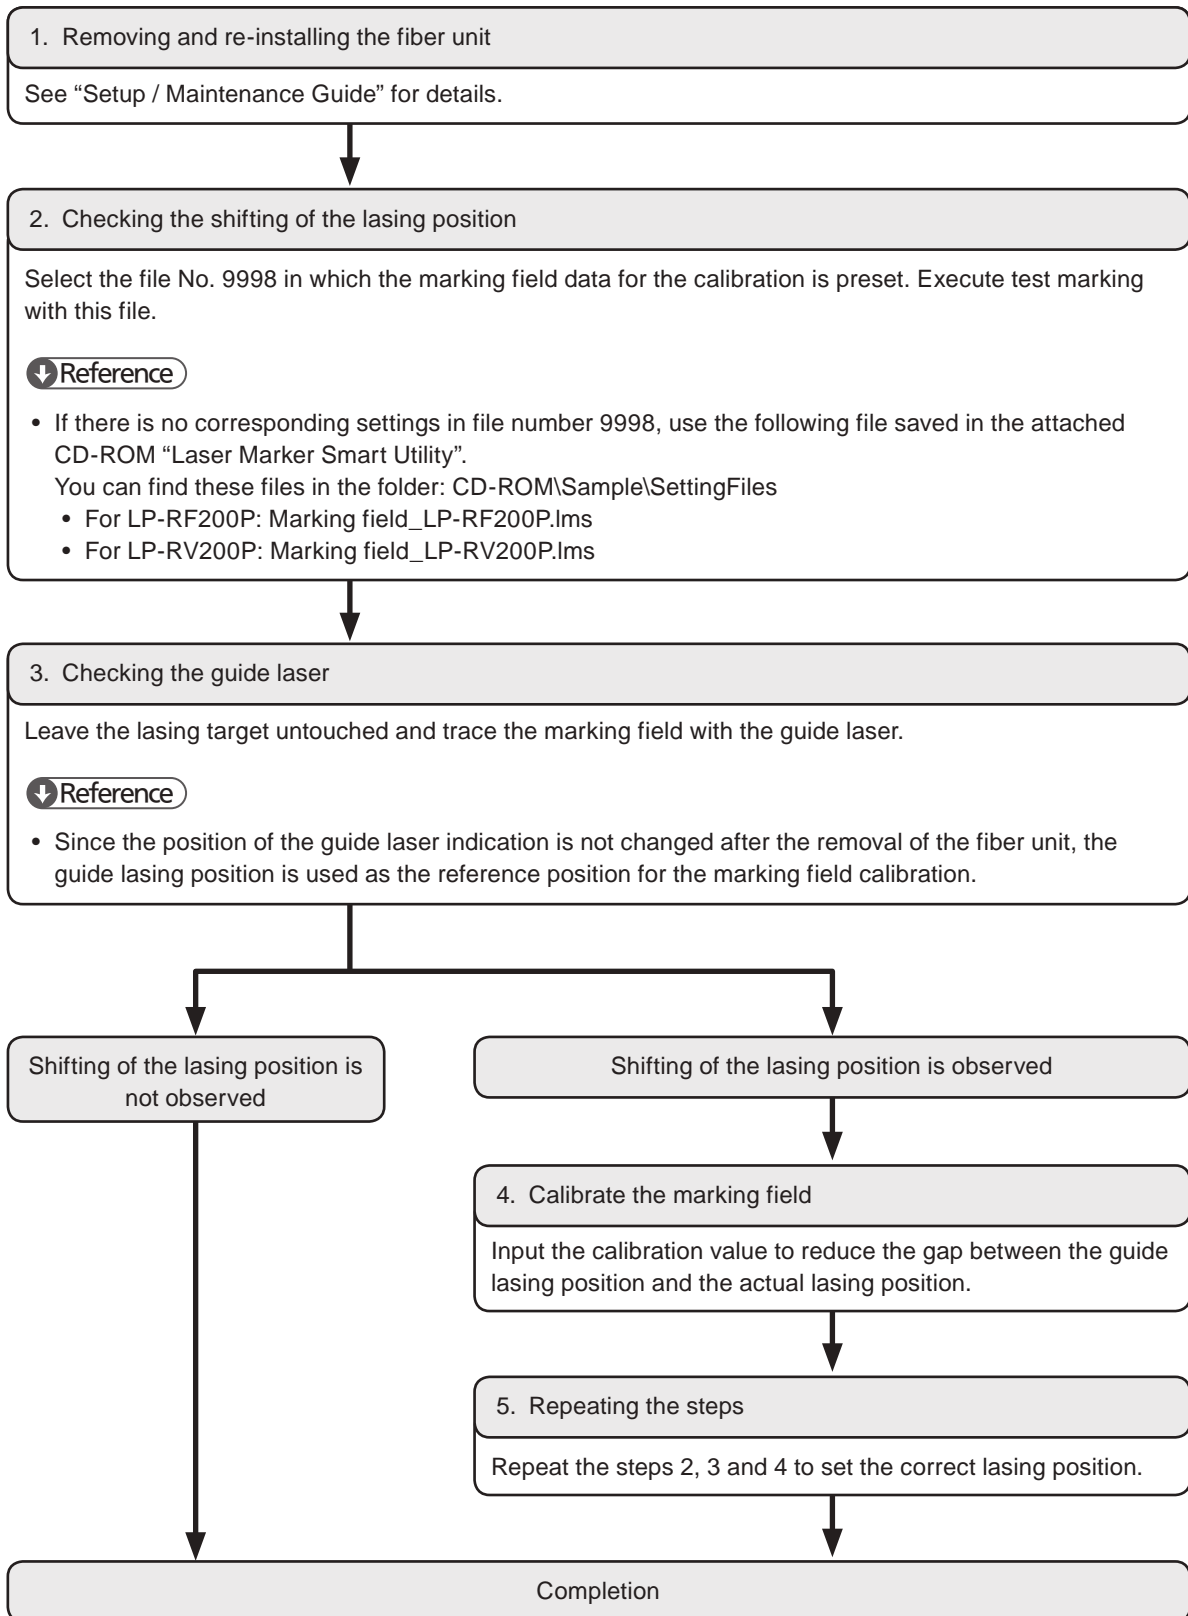 1. Removing and re-installing the fiber unit
See “Setup / Maintenance Guide” for details.
2. Checking the shifting of the lasing position
Select the file No. 9998 in which the marking field data for the calibration is preset. Execute test marking
with this file.
Reference
• If there is no corresponding settings in file number 9998, use the following file saved in the attached
CD-ROM “Laser Marker Smart Utility”.
You can find these files in the folder: CD-ROM\Sample\SettingFiles
• For LP-RF200P: Marking field_LP-RF200P.lms
• For LP-RV200P: Marking field_LP-RV200P.lms
3. Checking the guide laser
Leave the lasing target untouched and trace the marking field with the guide laser.
Reference
• Since the position of the guide laser indication is not changed after the removal of the fiber unit, the
guide lasing position is used as the reference position for the marking field calibration.
Shifting of the lasing position is
not observed
Shifting of the lasing position is observed
4. Calibrate the marking field
Input the calibration value to reduce the gap between the guide
lasing position and the actual lasing position.
5. Repeating the steps
Repeat the steps 2, 3 and 4 to set the correct lasing position.
Completion